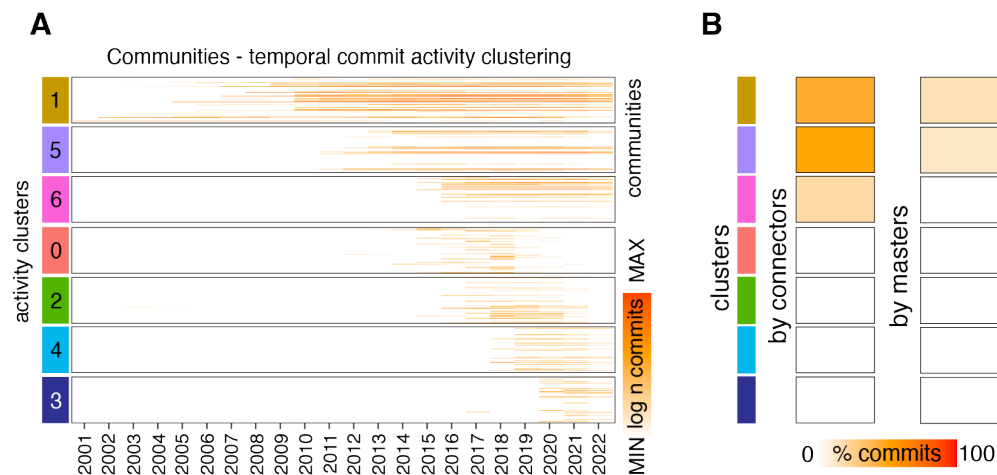 A
B
Communities - temporal commit activity clustering
activity clusters
1
5
6
0
2
4
3
communities
MIN log n commits MAX
2001 2002 2003 2004 2005 2006 2007 2008 2009 2010 2011 2012 2013 2014 2015 2016 2017 2018 2019 2020 2021 2022
clusters
by connectors
by masters
0 % commits 100